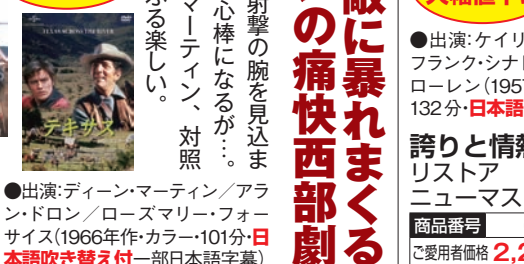 射撃の腕を見込ま
心棒になるが…。
マーティン、対照
ぶる楽しい。
TEXAS ACROSS THE RIVER
テキサス
●出演:ディーン・マーティン／アラ
ン・ドロン／ローズマリー・フォー
サイス(1966年作・カラー・101分・日
本語吹き替え付一部日本語字幕)
敵に暴れまくる
の痛快西部劇
●出演:ケイリ
フランク・シナト
ローレン(195
132分・日本語
誇りと情熱
リストア
ニューマス
商品番号
ご愛用者価格 2,2